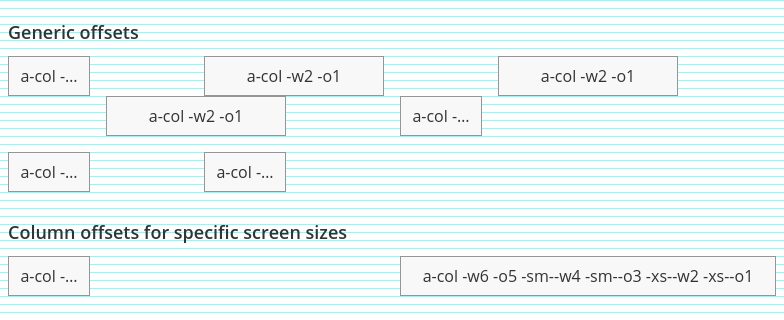 Generic offsets
a-col -... a-col -w2 -o1 a-col -w2 -o1
a-col -w2 -o1 a-col -...
a-col -... a-col -...
Column offsets for specific screen sizes
a-col -... a-col -w6 -o5 -sm--w4 -sm--o3 -xs--w2 -xs--o1